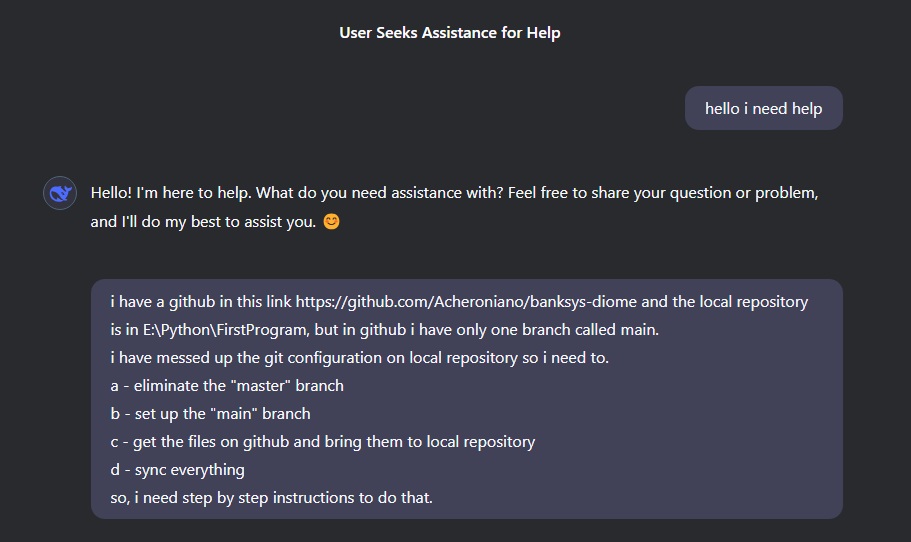 User Seeks Assistance for Help
hello i need help
Hello! I'm here to help. What do you need assistance with? Feel free to share your question or problem,
and I'll do my best to assist you. 😊
i have a github in this link https://github.com/Acheroniano/banksys-diome and the local repository
is in E:\Python\FirstProgram, but in github i have only one branch called main.
i have messed up the git configuration on local repository so i need to.
a - eliminate the "master" branch
b - set up the "main" branch
c - get the files on github and bring them to local repository
d - sync everything
so, i need step by step instructions to do that.